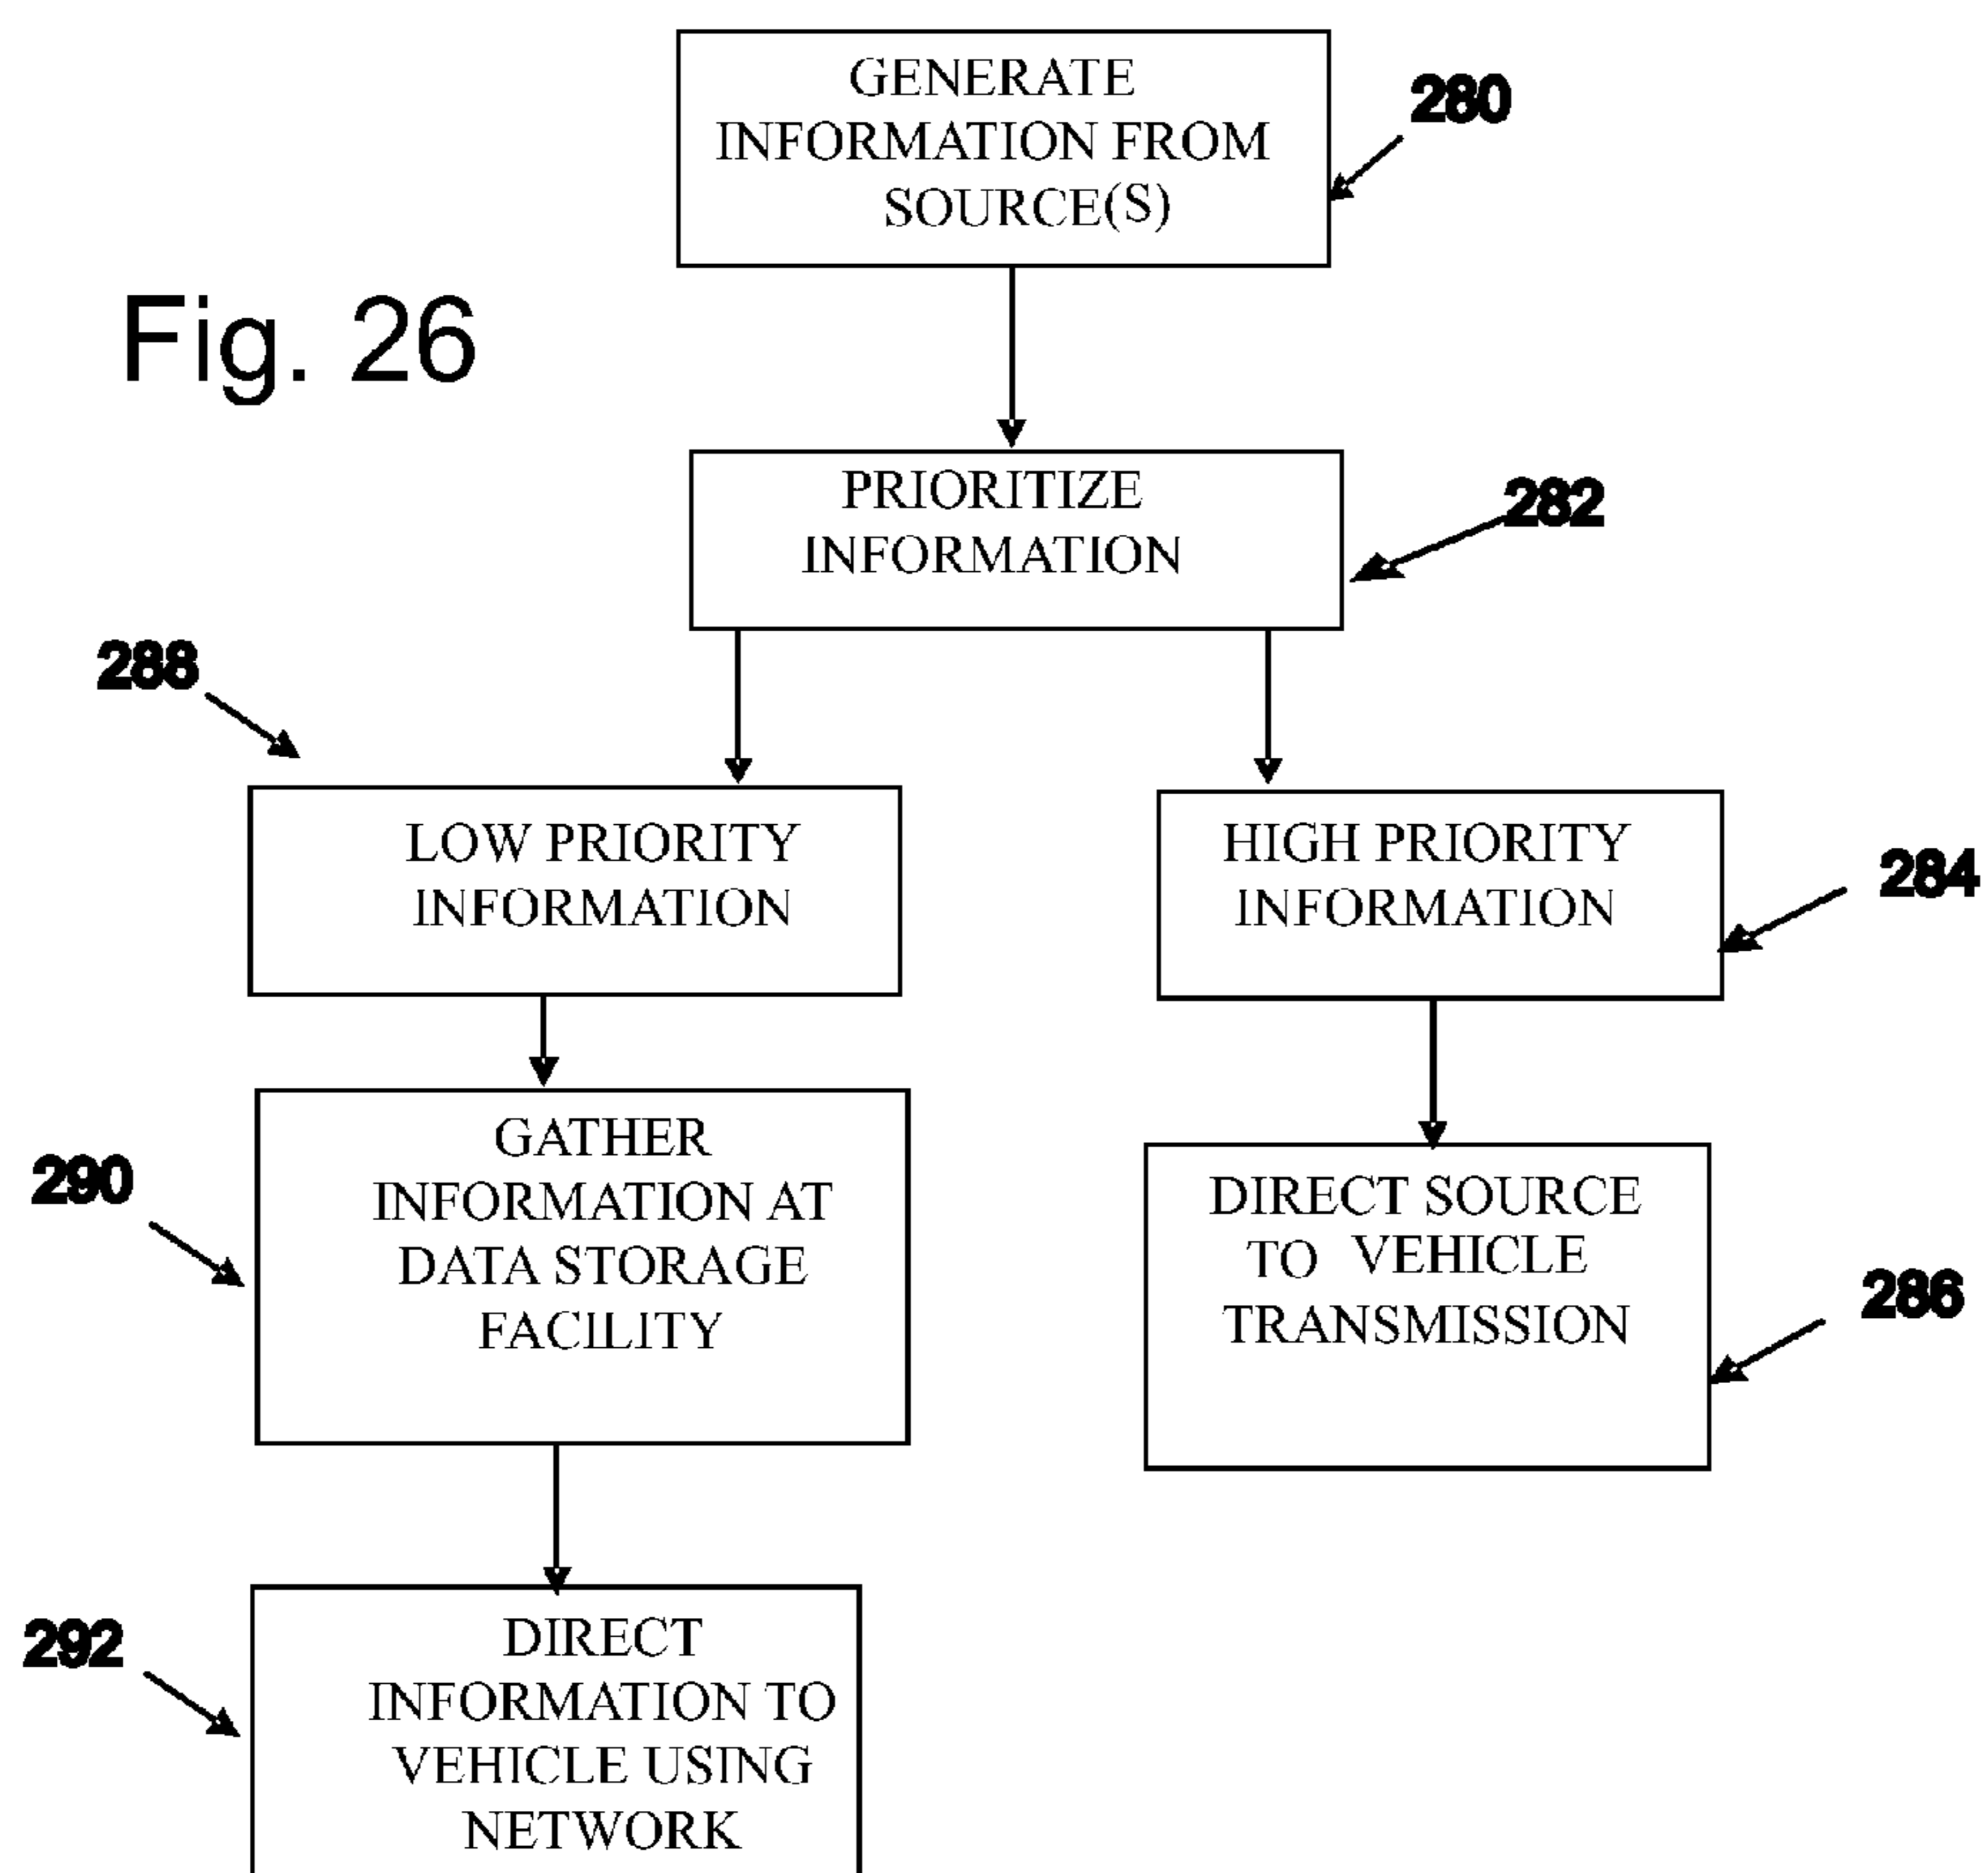 GENERATE
INFORMATION FROM
SOURCE(S)
280
Fig. 26
PRIORITIZE
INFORMATION
282
288
LOW PRIORITY
INFORMATION
HIGH PRIORITY
INFORMATION
284
GATHER
INFORMATION AT
DATA STORAGE
FACILITY
290
DIRECT SOURCE
TO VEHICLE
TRANSMISSION
286
DIRECT
INFORMATION TO
VEHICLE USING
NETWORK
292